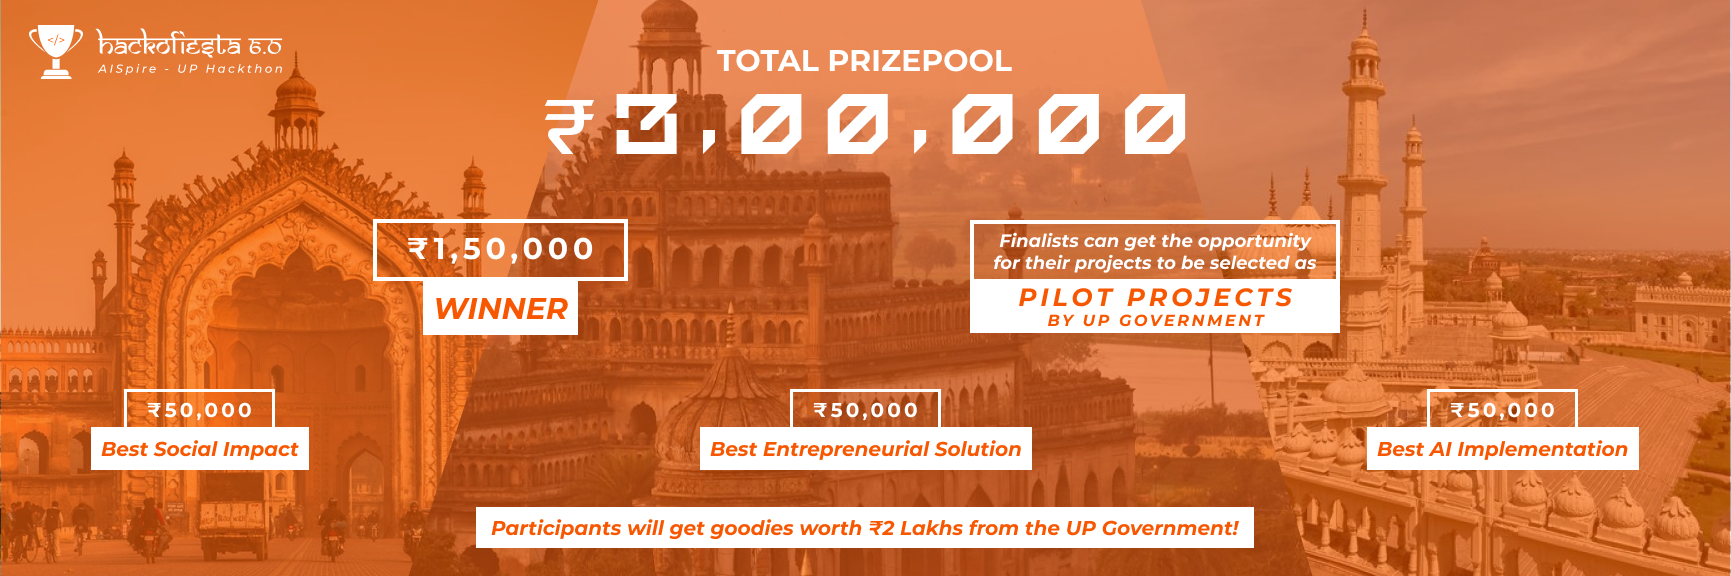 hackofiesta 6.0
AISpire - UP Hackthon
TOTAL PRIZEPOOL
₹3,00,000
₹1,50,000
WINNER
Finalists can get the opportunity
for their projects to be selected as
PILOT PROJECTS
BY UP GOVERNMENT
₹50,000
Best Social Impact
₹50,000
Best Entrepreneurial Solution
₹50,000
Best AI Implementation
Participants will get goodies worth ₹2 Lakhs from the UP Government!